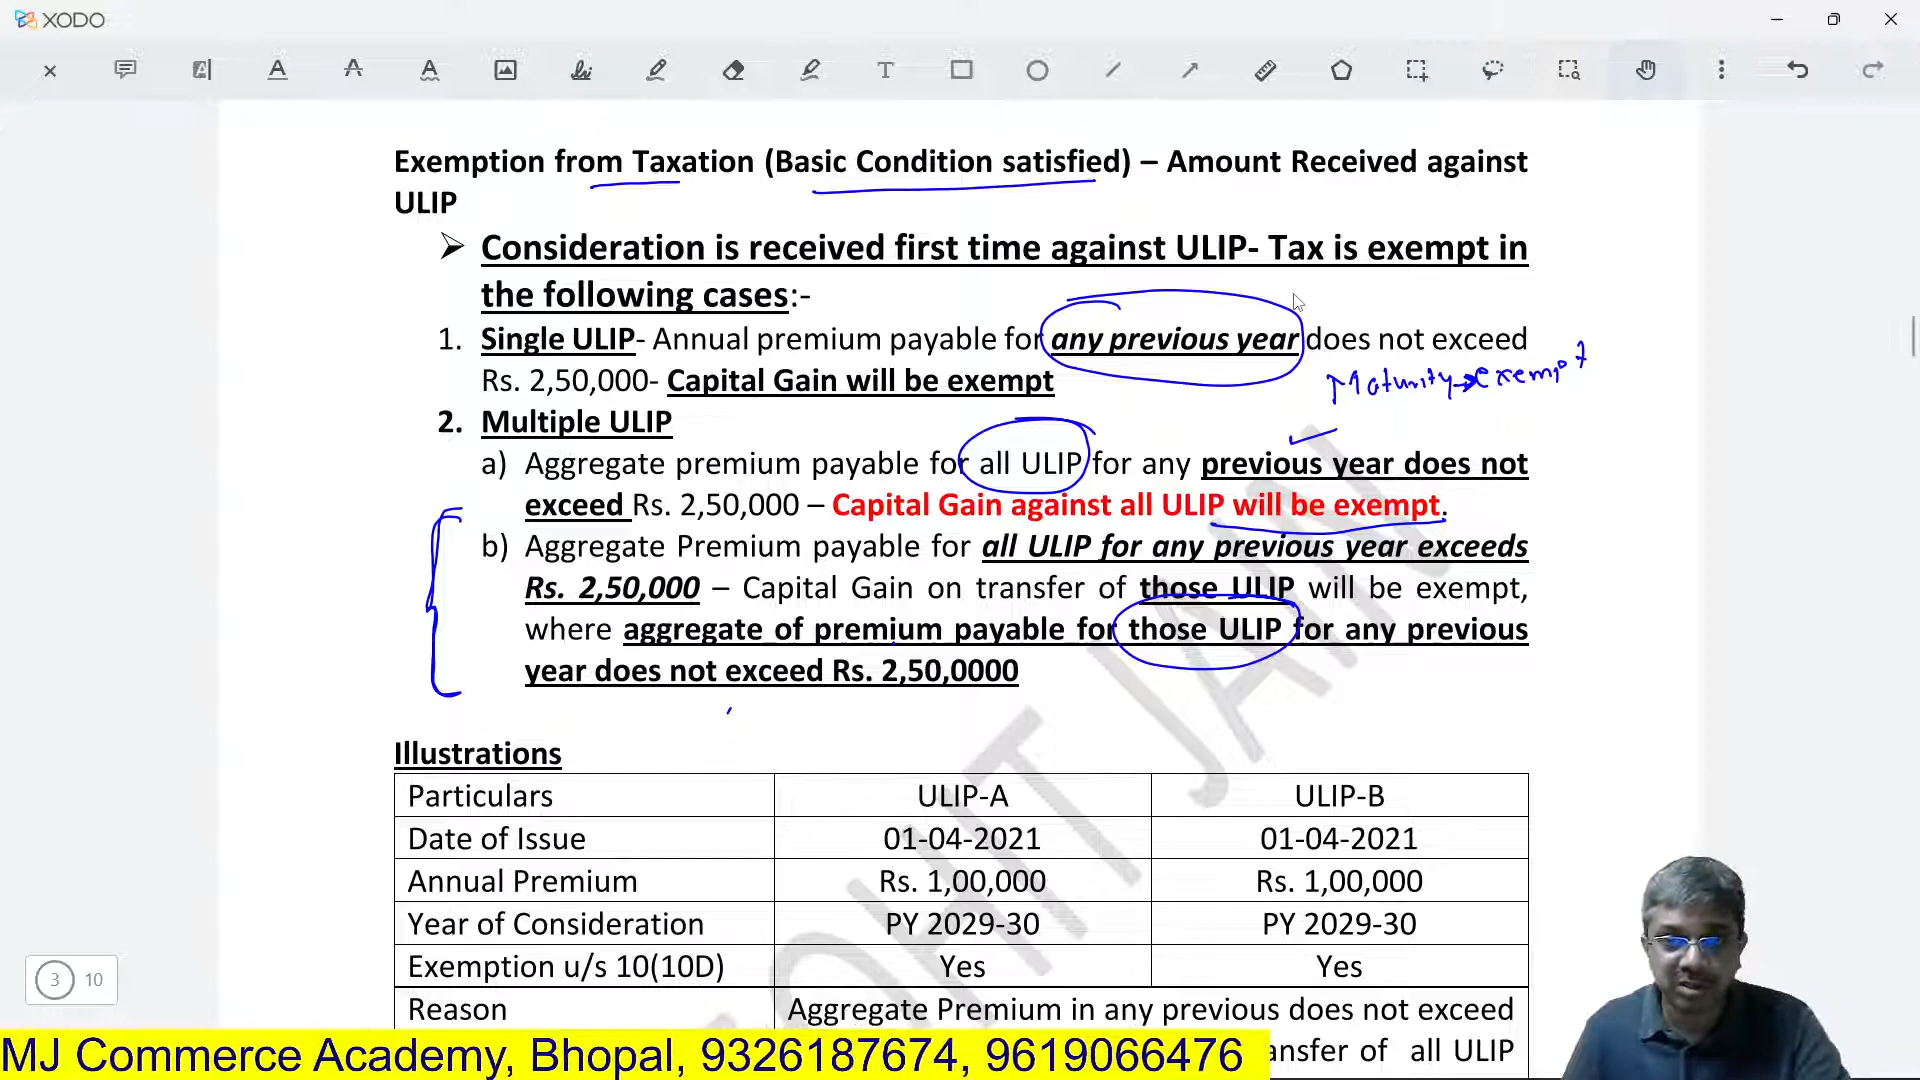 XODO
Exemption from Taxation (Basic Condition satisfied) – Amount Received against
ULIP
➢ Consideration is received first time against ULIP- Tax is exempt in
the following cases:-
1. Single ULIP- Annual premium payable for any previous year does not exceed
Rs. 2,50,000- Capital Gain will be exempt
Maturity→exempt
2. Multiple ULIP
a) Aggregate premium payable for all ULIP for any previous year does not
exceed Rs. 2,50,000 – Capital Gain against all ULIP will be exempt.
b) Aggregate Premium payable for all ULIP for any previous year exceeds
Rs. 2,50,000 – Capital Gain on transfer of those ULIP will be exempt,
where aggregate of premium payable for those ULIP for any previous
year does not exceed Rs. 2,50,0000
Illustrations
Particulars ULIP-A ULIP-B
Date of Issue 01-04-2021 01-04-2021
Annual Premium Rs. 1,00,000 Rs. 1,00,000
Year of Consideration PY 2029-30 PY 2029-30
Exemption u/s 10(10D) Yes Yes
Reason Aggregate Premium in any previous does not exceed
ansfer of all ULIP
3 10
MJ Commerce Academy, Bhopal, 9326187674, 9619066476